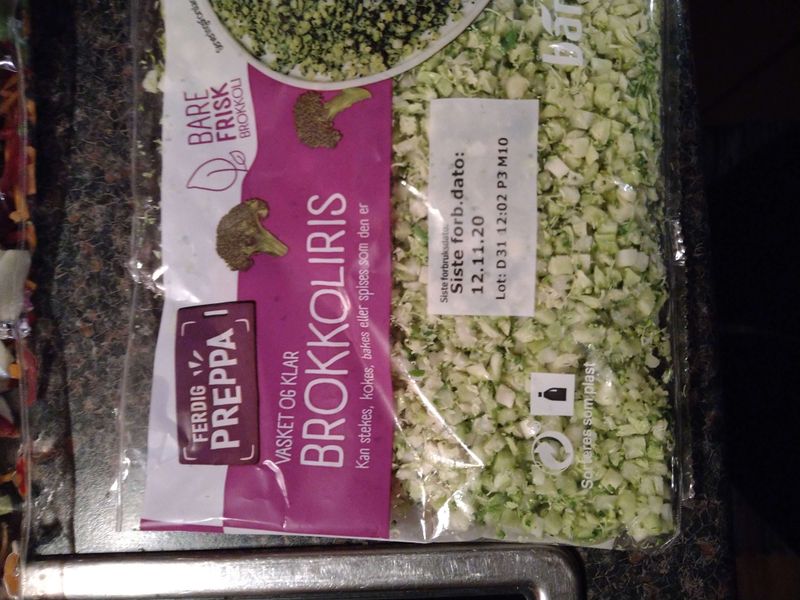 BARE
FRISK
BROKKOLI
FERDIG
PREPPA
VASKET OG KLAR
BROKKOLIRIS
Kan stekes, kokes, bakes eller spises som den er
Siste forbruksdato:
Siste forb.dato:
12.11.20
Lot: D31 12:02 P3 M10
Sorteres som plast